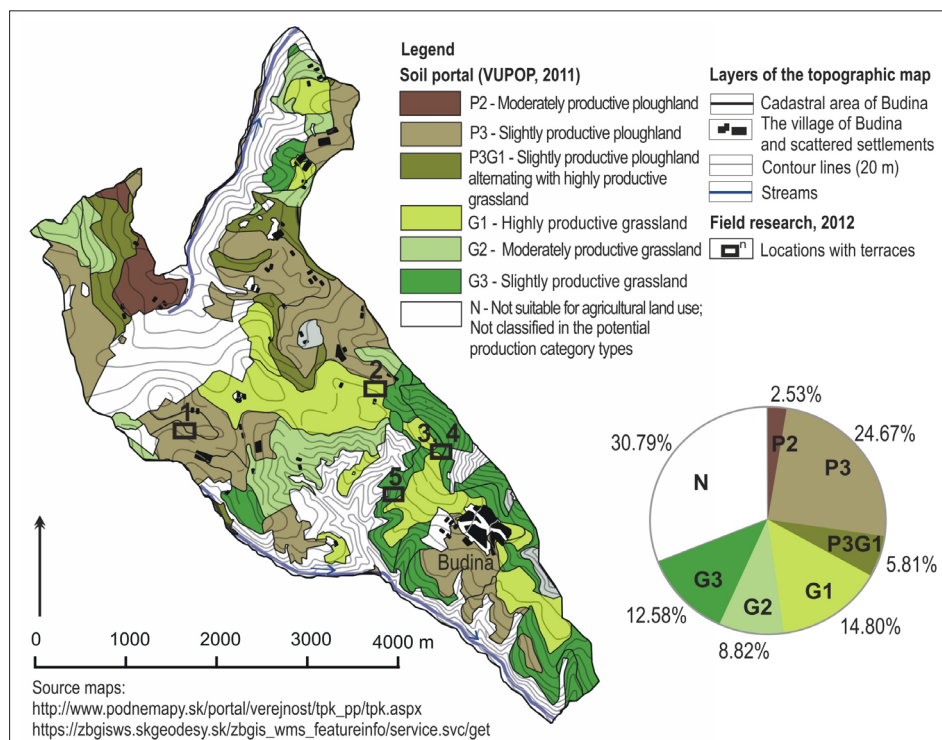 Legend
Soil portal (VUPOP, 2011)
P2 - Moderately productive ploughland
P3 - Slightly productive ploughland
P3G1 - Slightly productive ploughland
alternating with highly productive
grassland
G1 - Highly productive grassland
G2 - Moderately productive grassland
G3 - Slightly productive grassland
N - Not suitable for agricultural land use;
Not classified in the potential
production category types
Layers of the topographic map
Cadastral area of Budina
The village of Budina
and scattered settlements
Contour lines (20 m)
Streams
Field research, 2012
n
Locations with terraces
1
2
3
4
5
Budina
2.53%
24.67%
5.81%
14.80%
8.82%
12.58%
30.79%
P2
P3
P3G1
G1
G2
G3
N
0 1000 2000 3000 4000 m
Source maps:
http://www.podnemapy.sk/portal/verejnost/tpk_pp/tpk.aspx
https://zbgisws.skgeodesy.sk/zbgis_wms_featureinfo/service.svc/get